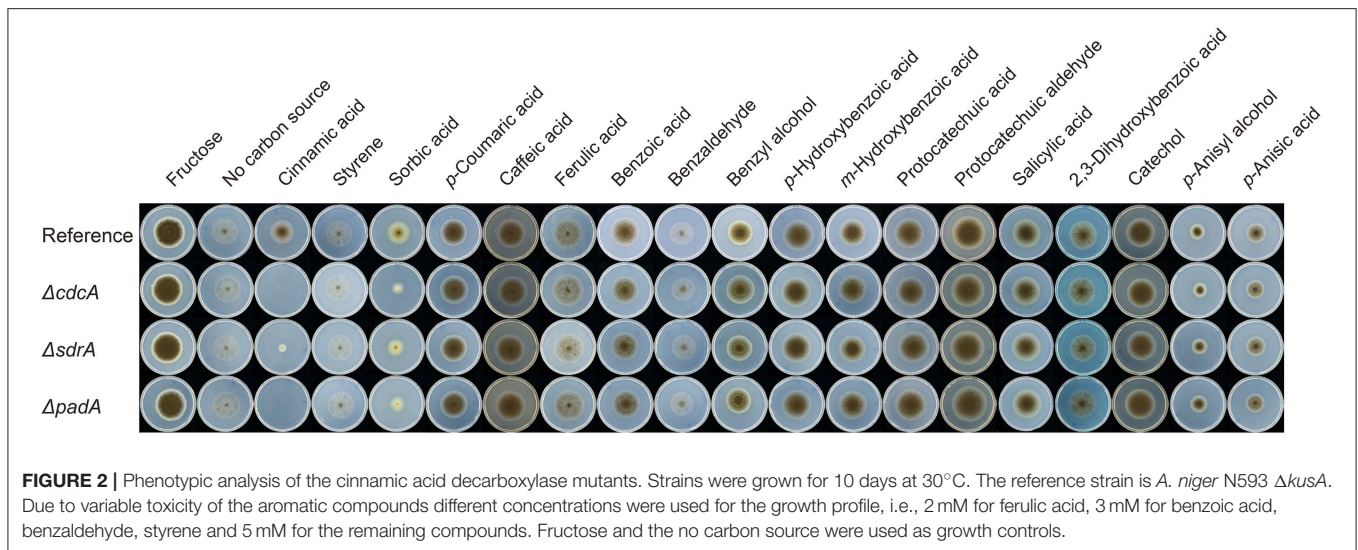 Fructose
No carbon source
Cinnamic acid
Styrene
Sorbic acid
p-Coumaric acid
Caffeic acid
Ferulic acid
Benzoic acid
Benzaldehyde
Benzyl alcohol
p-Hydroxybenzoic acid
m-Hydroxybenzoic acid
Protocatechuic acid
Protocatechuic aldehyde
Salicylic acid
2,3-Dihydroxybenzoic acid
Catechol
p-Anisyl alcohol
p-Anisic acid
Reference
ΔcdcA
ΔsdrA
ΔpadA
FIGURE 2 | Phenotypic analysis of the cinnamic acid decarboxylase mutants. Strains were grown for 10 days at 30°C. The reference strain is A. niger N593 ΔkusA.
Due to variable toxicity of the aromatic compounds different concentrations were used for the growth profile, i.e., 2 mM for ferulic acid, 3 mM for benzoic acid,
benzaldehyde, styrene and 5 mM for the remaining compounds. Fructose and the no carbon source were used as growth controls.